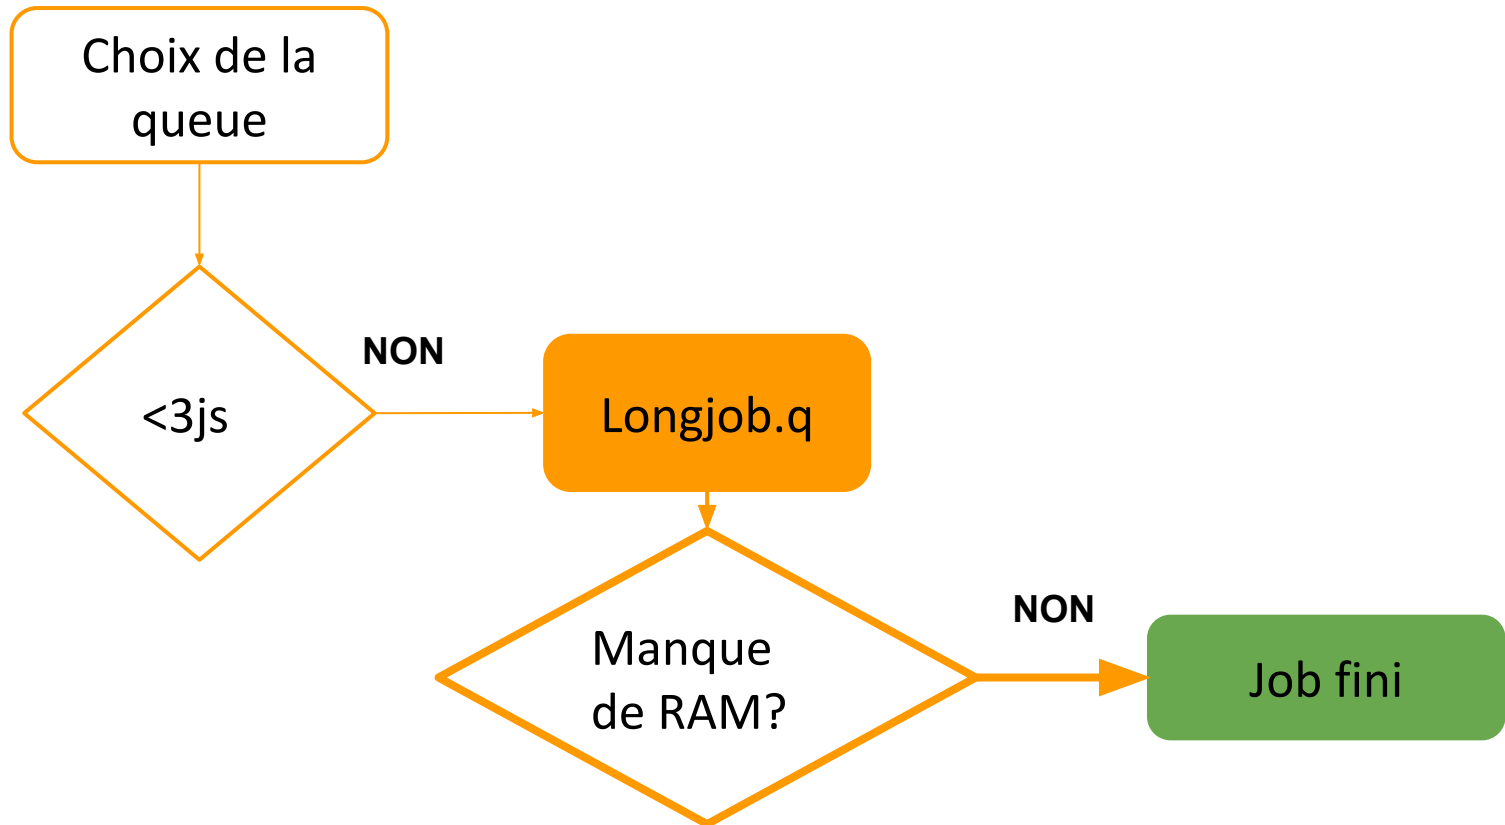 Choix de la
queue
NON
<3js
Longjob.q
NON
Manque
de RAM?
Job fini